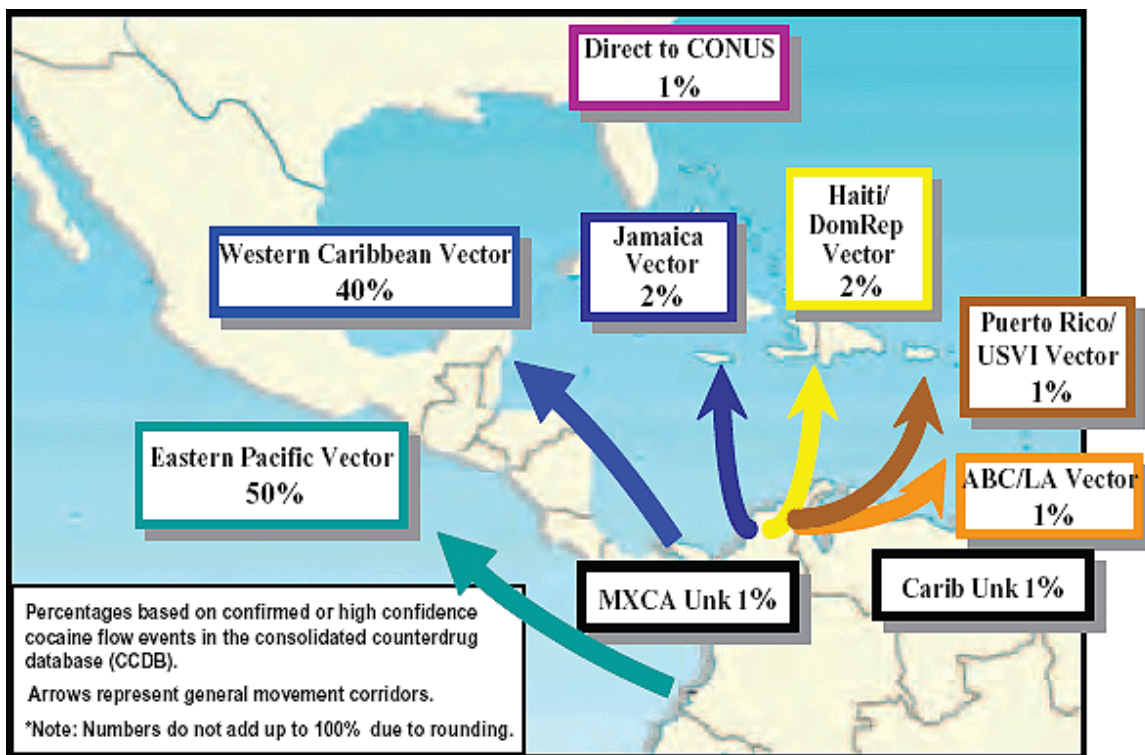 Direct to CONUS
1%
Haiti/
DomRep
Vector
2%
Jamaica
Vector
2%
Western Caribbean Vector
40%
Puerto Rico/
USVI Vector
1%
Eastern Pacific Vector
50%
ABC/LA Vector
1%
MXCA Unk 1%
Carib Unk 1%
Percentages based on confirmed or high confidence
cocaine flow events in the consolidated counterdrug
database (CCDB).
Arrows represent general movement corridors.
*Note: Numbers do not add up to 100% due to rounding.